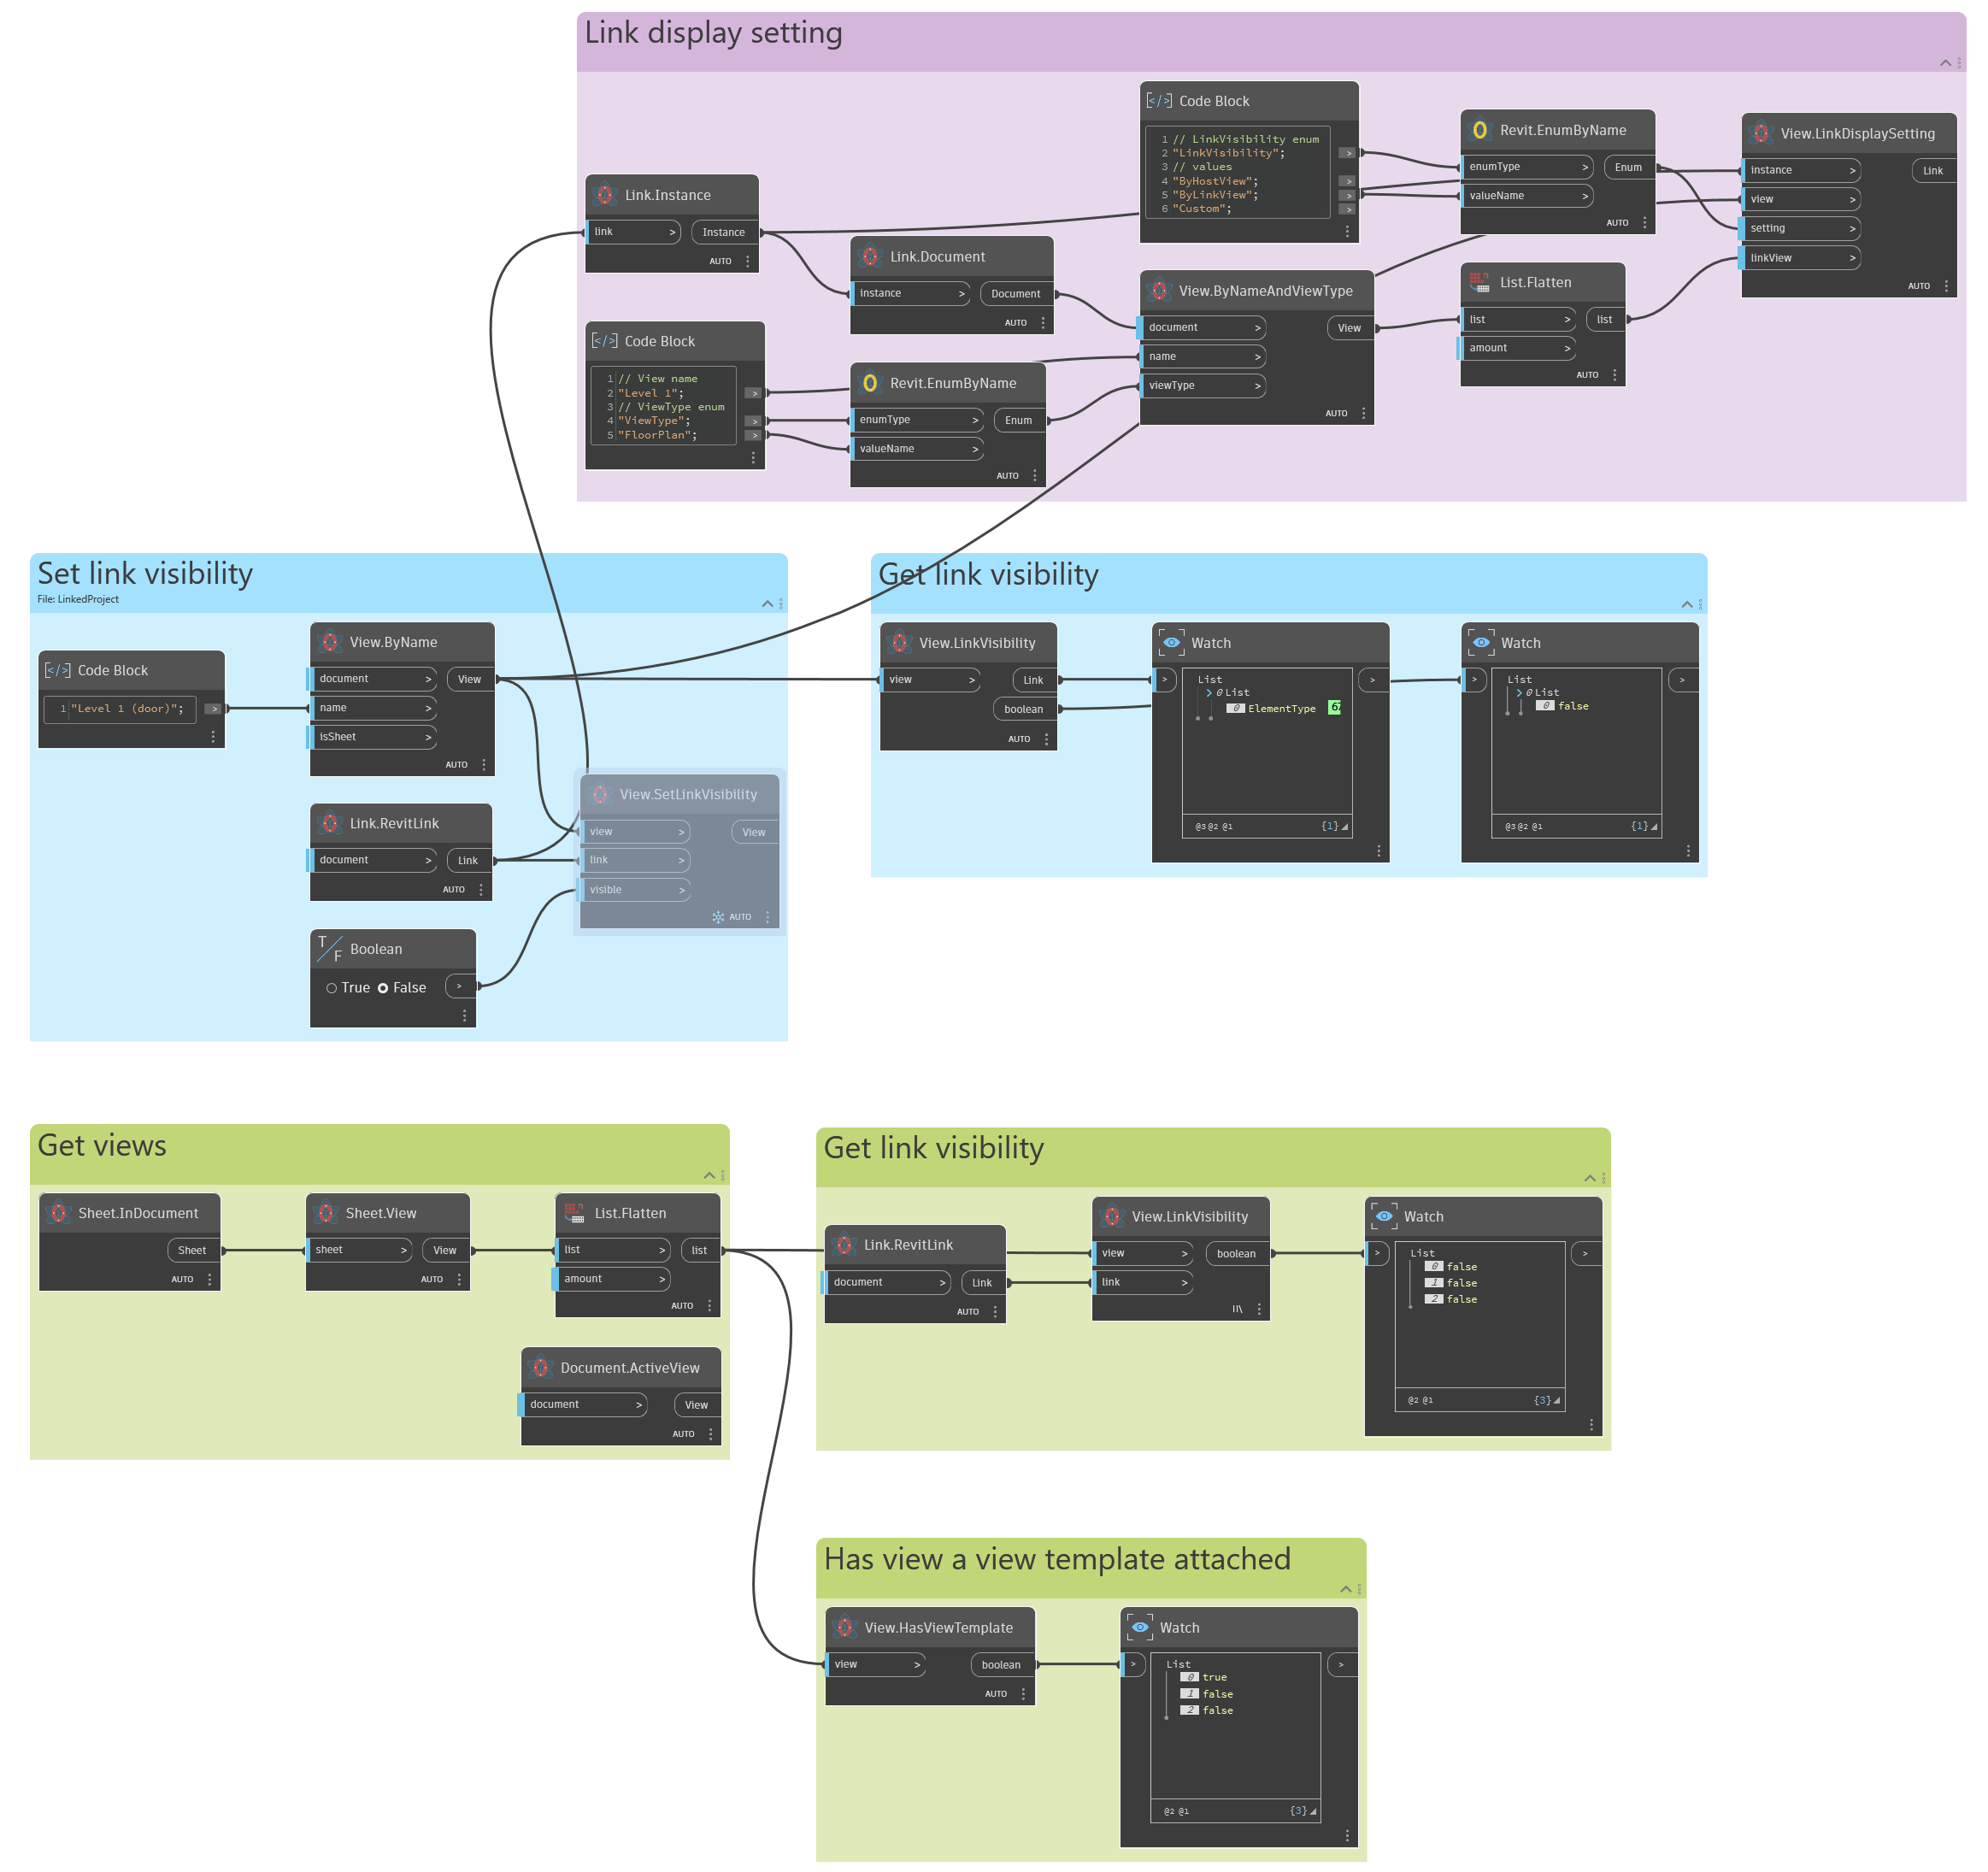 Link display setting
Code Block
1 // LinkVisibility enum
2 "LinkVisibility";
3 // values
4 "ByHostView";
5 "ByLinkView";
6 "Custom";
Revit.EnumByName
enumType > Enum
valueName >
AUTO
View.LinkDisplaySetting
instance > Link
view >
setting >
linkView >
AUTO
Link.Instance
link > Instance
AUTO
Link.Document
instance > Document
AUTO
View.ByNameAndViewType
document > View
name >
viewType >
AUTO
List.Flatten
list > list
amount >
AUTO
Code Block
1 // View name
2 "Level 1";
3 // ViewType enum
4 "ViewType";
5 "FloorPlan";
Revit.EnumByName
enumType > Enum
valueName >
AUTO
Set link visibility
File: LinkedProject
Code Block
1 "Level 1 (door)";
View.ByName
document > View
name >
isSheet >
AUTO
Link.RevitLink
document > Link
AUTO
Boolean
T/F
True False >
View.SetLinkVisibility
view > View
link >
visible >
AUTO
Get link visibility
View.LinkVisibility
view > Link
boolean
AUTO
Watch
> >
List
0 List
0 ElementType
@3 @2 @1 {1}
Watch
> >
List
0 List
0 false
@3 @2 @1 {1}
Get views
Sheet.InDocument
Sheet
AUTO
Sheet.View
sheet > View
AUTO
List.Flatten
list > list
amount >
AUTO
Document.ActiveView
document > View
AUTO
Get link visibility
Link.RevitLink
document > Link
AUTO
View.LinkVisibility
view > boolean
link >
Watch
> >
List
0 false
1 false
2 false
@2 @1 {3}
Has view a view template attached
View.HasViewTemplate
view > boolean
AUTO
Watch
> >
List
0 true
1 false
2 false
@2 @1 {3}